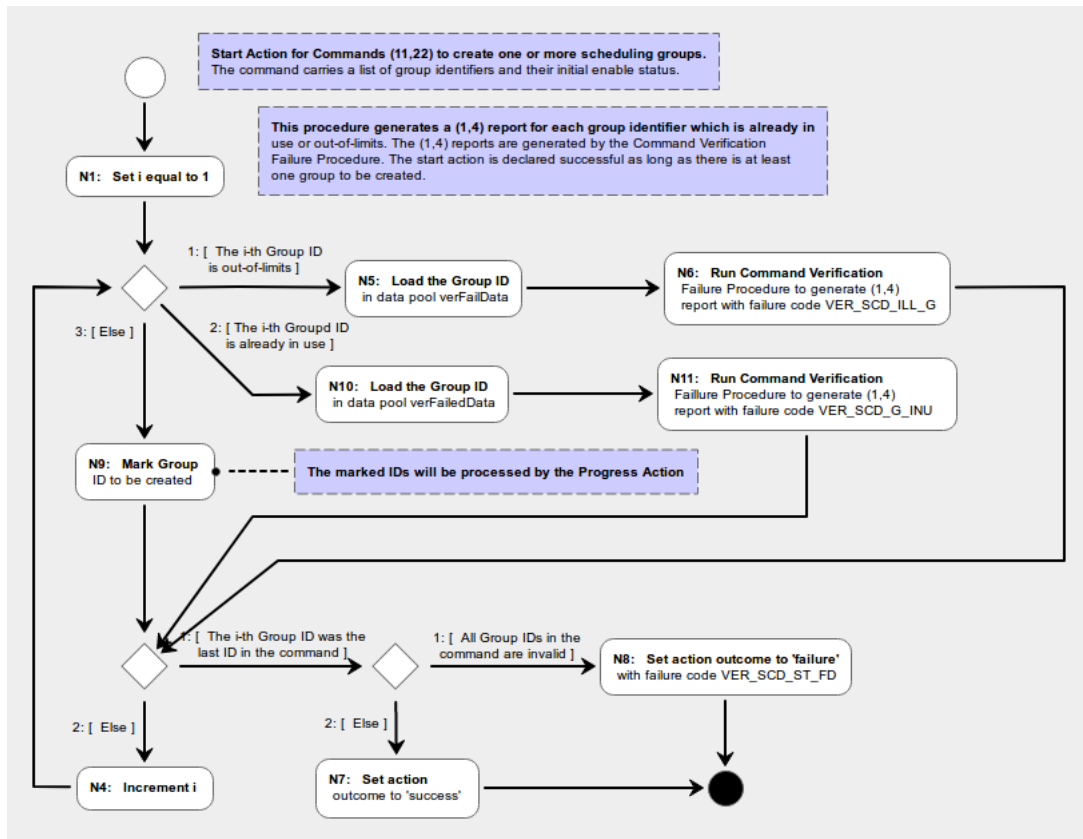 Start Action for Commands (11,22) to create one or more scheduling groups.
The command carries a list of group identifiers and their initial enable status.
This procedure generates a (1,4) report for each group identifier which is already in
use or out-of-limits. The (1,4) reports are generated by the Command Verification
Failure Procedure. The start action is declared successful as long as there is at least
one group to be created.
N1: Set i equal to 1
1: [ The i-th Group ID
is out-of-limits ]
N5: Load the Group ID
in data pool verFailData
N6: Run Command Verification
Failure Procedure to generate (1,4)
report with failure code VER_SCD_ILL_G
3: [ Else ]
2: [ The i-th Groupd ID
is already in use ]
N10: Load the Group ID
in data pool verFailedData
N11: Run Command Verification
Faillure Procedure to generate (1,4)
report with failure code VER_SCD_G_INU
N9: Mark Group
ID to be created
The marked IDs will be processed by the Progress Action
1: [ The i-th Group ID was the
last ID in the command ]
1: [ All Group IDs in the
command are invalid ]
N8: Set action outcome to 'failure'
with failure code VER_SCD_ST_FD
2: [ Else ]
2: [ Else ]
N4: Increment i
N7: Set action
outcome to 'success'